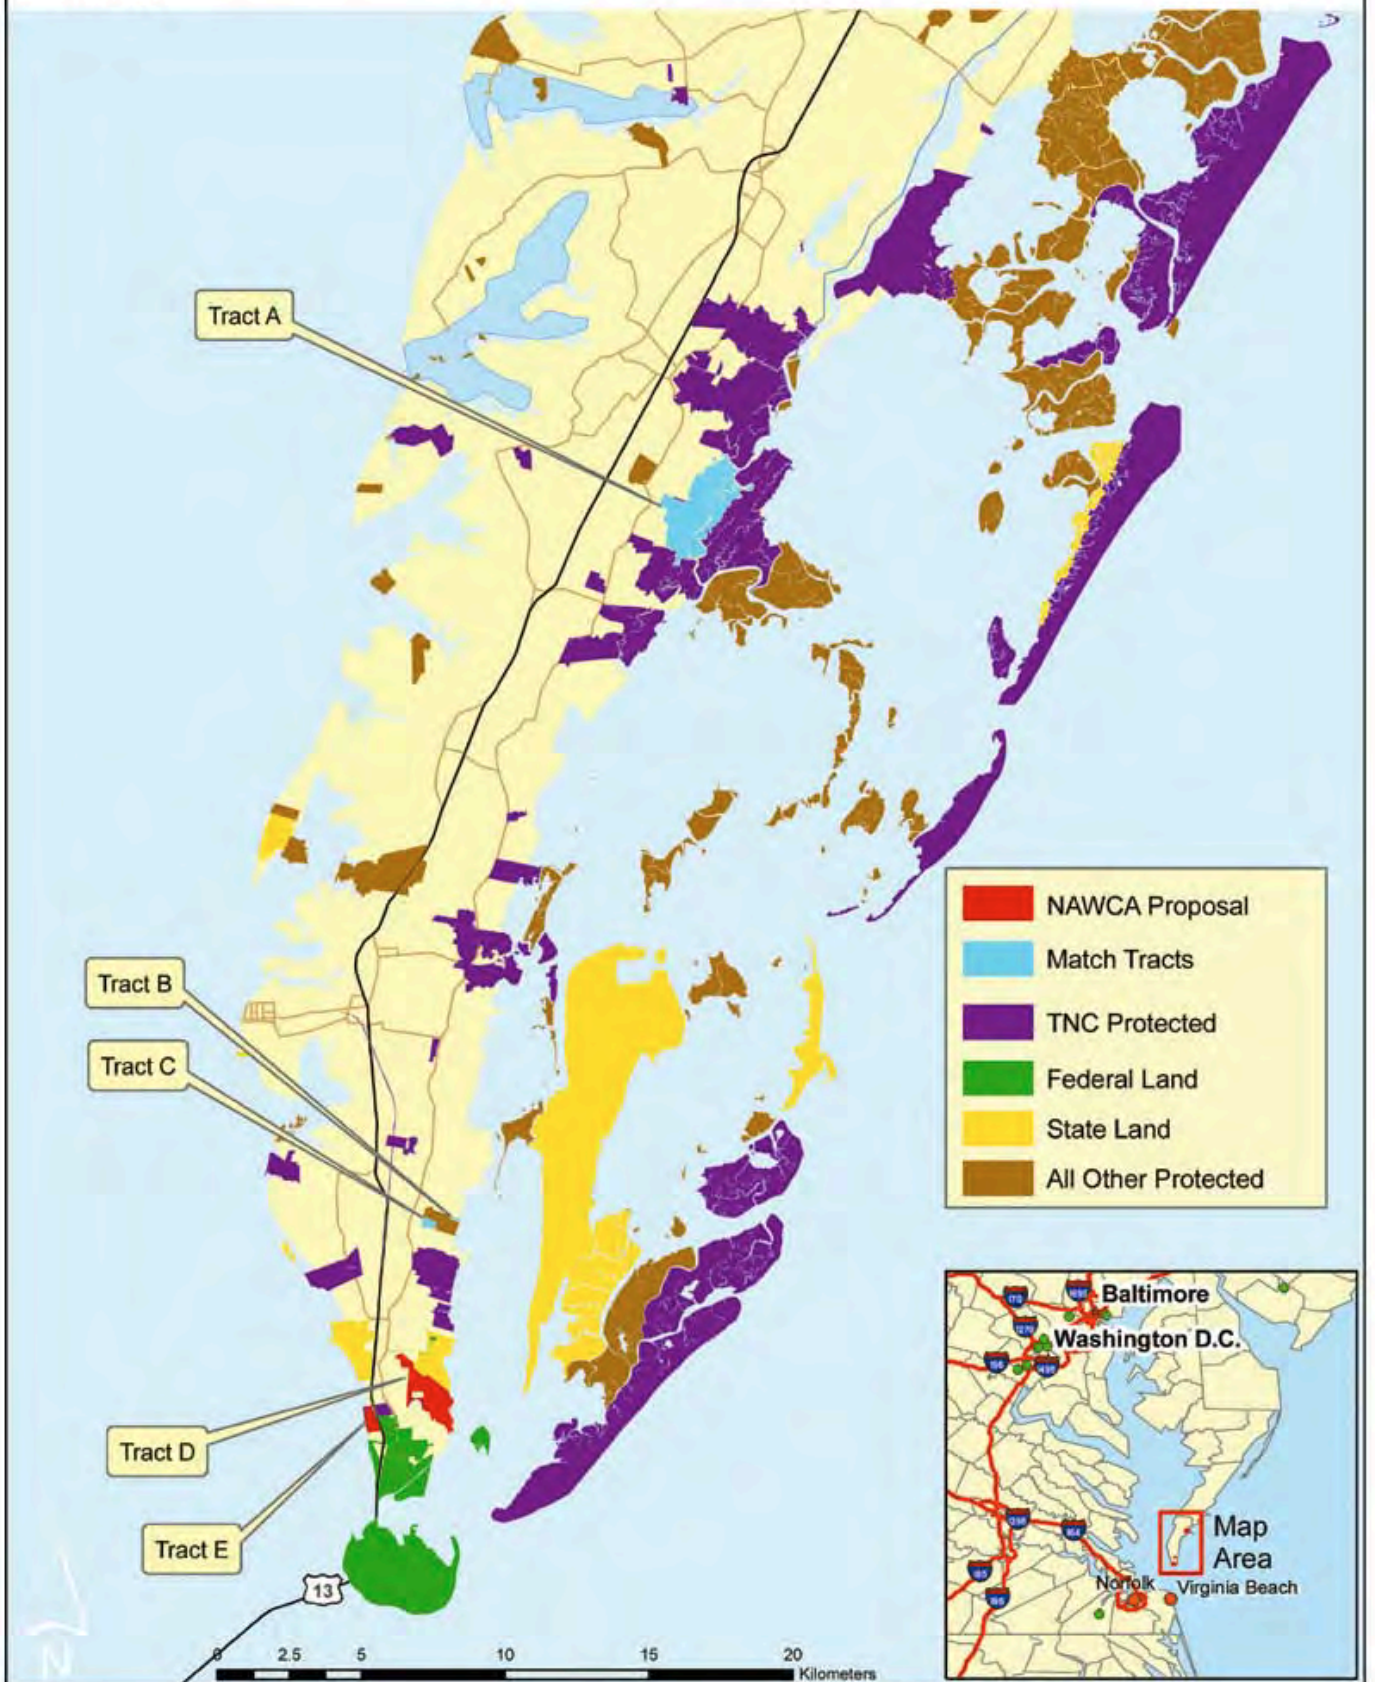 Tract A
Tract B
Tract C
Tract D
Tract E
13
N
NAWCA Proposal
Match Tracts
TNC Protected
Federal Land
State Land
All Other Protected
Baltimore
Washington D.C.
Map
Area
Norfolk
Virginia Beach
0 2.5 5 10 15 20
Kilometers